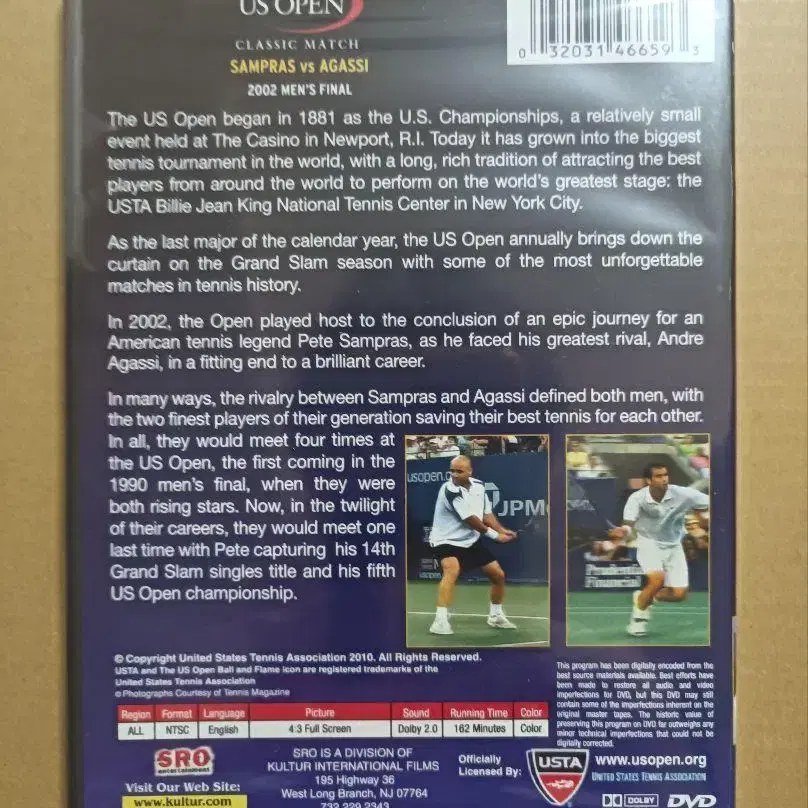 US OPEN
CLASSIC MATCH
SAMPRAS vs AGASSI
2002 MEN'S FINAL
0 32031 46659 3
The US Open began in 1881 as the U.S. Championships, a relatively small
event held at The Casino in Newport, R.I. Today it has grown into the biggest
tennis tournament in the world, with a long, rich tradition of attracting the best
players from around the world to perform on the world's greatest stage: the
USTA Billie Jean King National Tennis Center in New York City.
As the last major of the calendar year, the US Open annually brings down the
curtain on the Grand Slam season with some of the most unforgettable
matches in tennis history.
In 2002, the Open played host to the conclusion of an epic journey for an
American tennis legend Pete Sampras, as he faced his greatest rival, Andre
Agassi, in a fitting end to a brilliant career.
In many ways, the rivalry between Sampras and Agassi defined both men, with
the two finest players of their generation saving their best tennis for each other.
In all, they would meet four times at
the US Open, the first coming in the
1990 men's final, when they were
both rising stars. Now, in the twilight
of their careers, they would meet one
last time with Pete capturing his 14th
Grand Slam singles title and his fifth
US Open championship.
usopen.o
JPM
usopen
Prudential
Financial
© Copyright United States Tennis Association 2010. All Rights Reserved.
USTA and The US Open Ball and Flame icon are registered trademarks of the
United States Tennis Association
© Photographs Courtesy of Tennis Magazine
This program has been digitally encoded from the
best source materials available. Best efforts have
been made to restore all audio and video
imperfections for DVD, but this DVD may still
contain some of the imperfections inherent on the
original master tapes. The historic value of
preserving this program on DVD far outweighs any
minor technical imperfections that could not be
digitally corrected.
Region Format Language Picture Sound Running Time Color
ALL NTSC English 4:3 Full Screen Dolby 2.0 162 Minutes Color
SRO
entertainment
Visit Our Web Site:
www.kultur.com
SRO IS A DIVISION OF
KULTUR INTERNATIONAL FILMS
195 Highway 36
West Long Branch, NJ 07764
732 229 2343
Officially
Licensed By:
USTA
www.usopen.org
UNITED STATES TENNIS ASSOCIATION
DOLBY
DVD